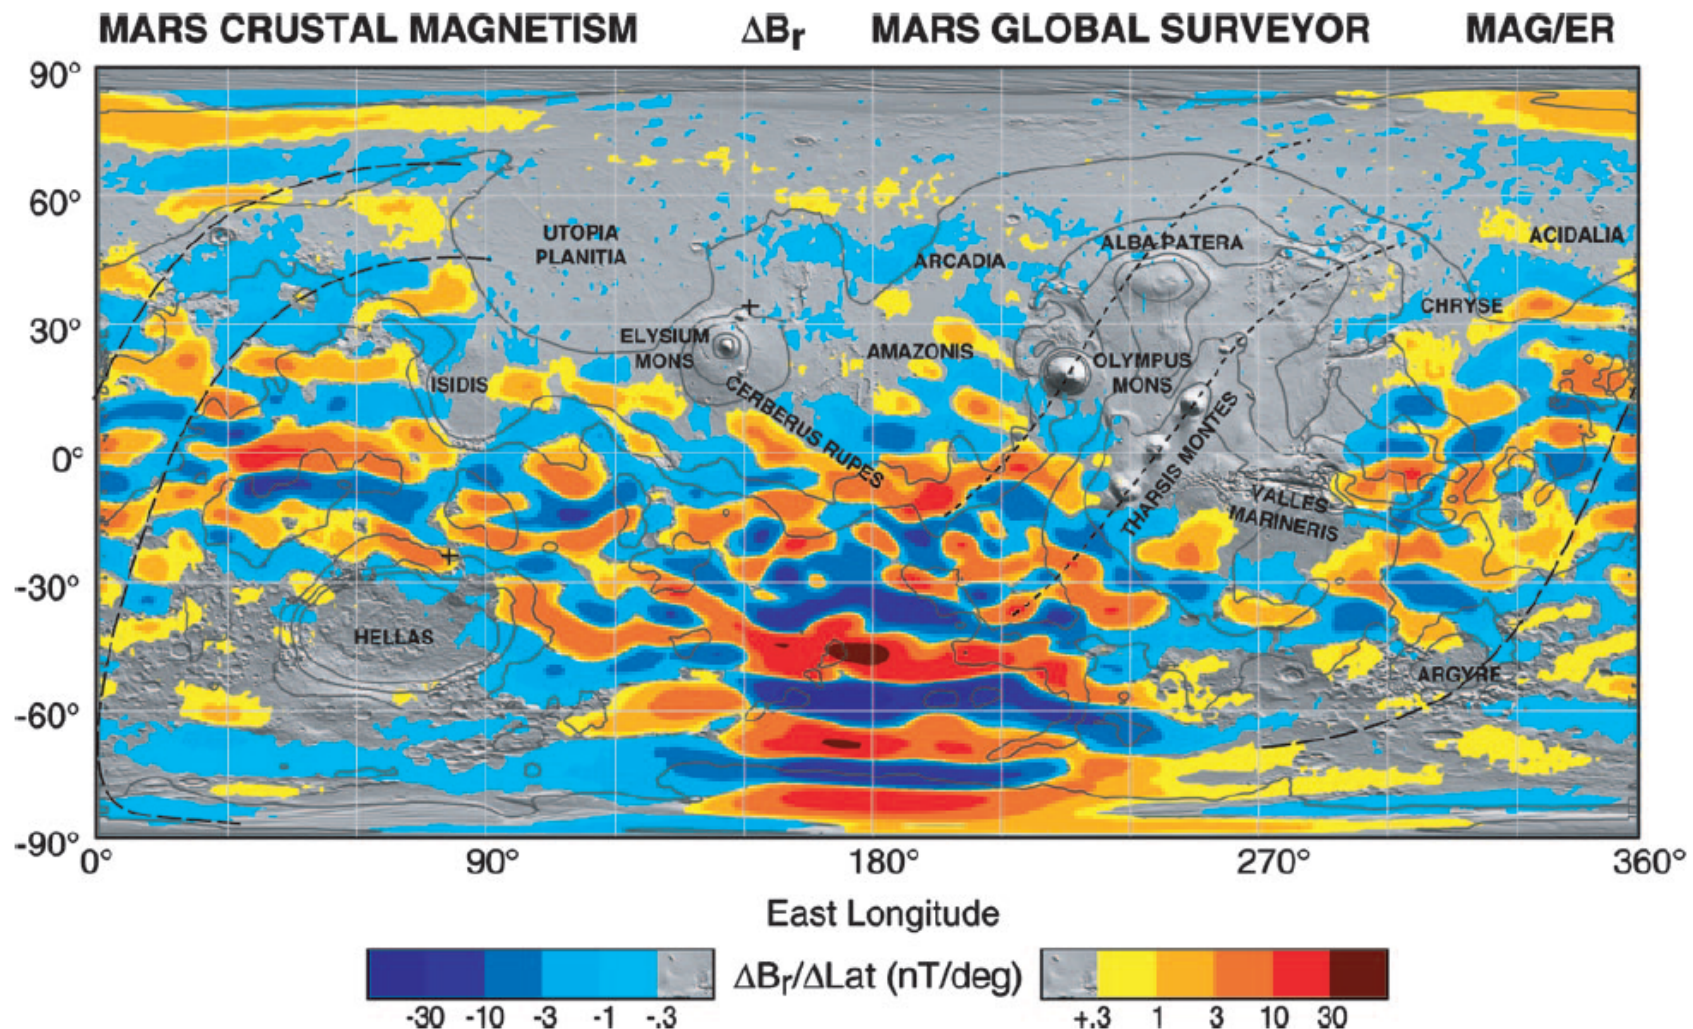 MARS CRUSTAL MAGNETISM ΔBr MARS GLOBAL SURVEYOR MAG/ER
90°
60°
30°
0°
-30°
-60°
-90°
UTOPIA
PLANITIA
ALBA PATERA
ACIDALIA
ARCADIA
CHRYSE
ELYSIUM
MONS
AMAZONIS
OLYMPUS
MONS
ISIDIS
CERBERUS RUPES
THARSIS MONTES
VALLES
MARINERIS
HELLAS
ARGYRE
0° 90° 180° 270° 360°
East Longitude
ΔBr/ΔLat (nT/deg)
-30 -10 -3 -1 -.3 +.3 1 3 10 30